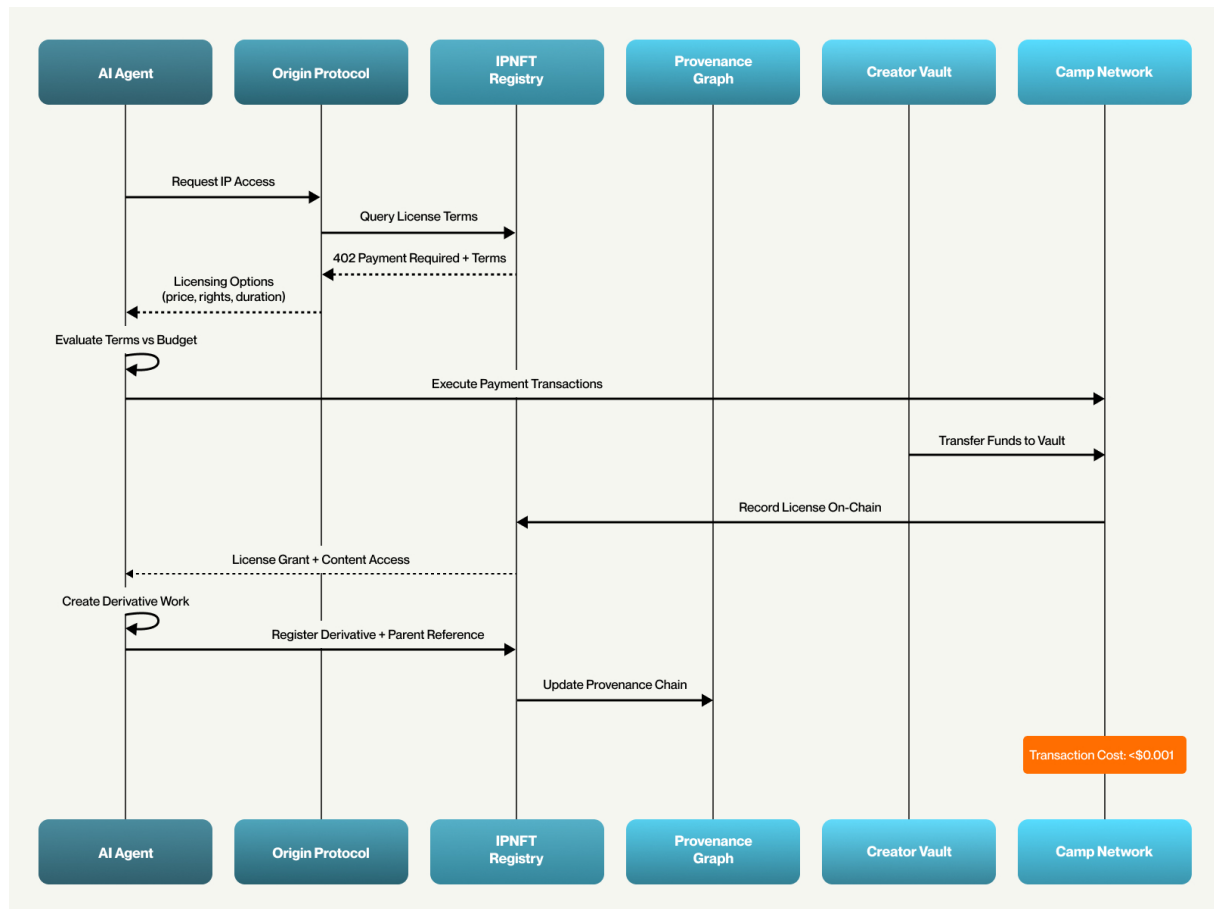 AI Agent
Origin Protocol
IPNFT
Registry
Provenance
Graph
Creator Vault
Camp Network
Request IP Access
Query License Terms
402 Payment Required + Terms
Licensing Options
(price, rights, duration)
Evaluate Terms vs Budget
Execute Payment Transactions
Transfer Funds to Vault
Record License On-Chain
License Grant + Content Access
Create Derivative Work
Register Derivative + Parent Reference
Update Provenance Chain
Transaction Cost: <$0.001
AI Agent
Origin Protocol
IPNFT
Registry
Provenance
Graph
Creator Vault
Camp Network